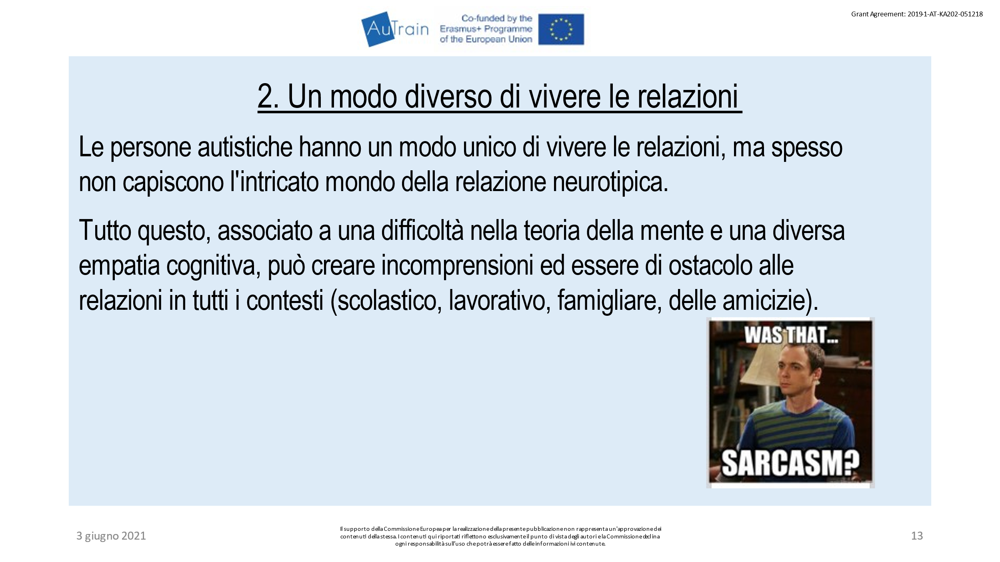 AuTrain
Co-funded by the
Erasmus+ Programme
of the European Union
Grant Agreement: 2019-1-AT-KA202-051218
2. Un modo diverso di vivere le relazioni
Le persone autistiche hanno un modo unico di vivere le relazioni, ma spesso
non capiscono l'intricato mondo della relazione neurotipica.
Tutto questo, associato a una difficoltà nella teoria della mente e una diversa
empatia cognitiva, può creare incomprensioni ed essere di ostacolo alle
relazioni in tutti i contesti (scolastico, lavorativo, famigliare, delle amicizie).
WAS THAT...
SARCASM?
3 giugno 2021
Il supporto della Commissione Europea per la realizzazione della presente pubblicazione non rappresenta un'approvazione dei
contenuti della stessa. I contenuti qui riportati riflettono esclusivamente il punto di vista degli autori e la Commissione declina
ogni responsabilità sull’uso che potrà essere fatto delle informazioni ivi contenute.
13